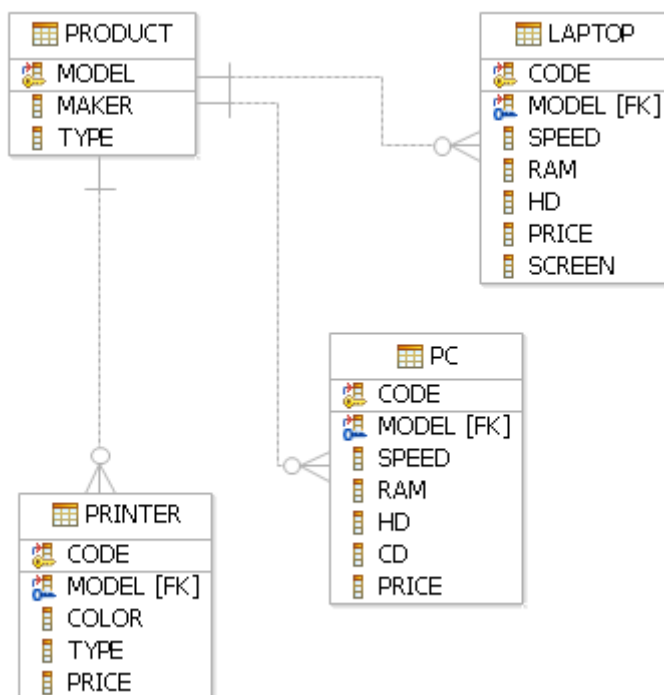 PRODUCT
MODEL
MAKER
TYPE
LAPTOP
CODE
MODEL [FK]
SPEED
RAM
HD
PRICE
SCREEN
PC
CODE
MODEL [FK]
SPEED
RAM
HD
CD
PRICE
PRINTER
CODE
MODEL [FK]
COLOR
TYPE
PRICE